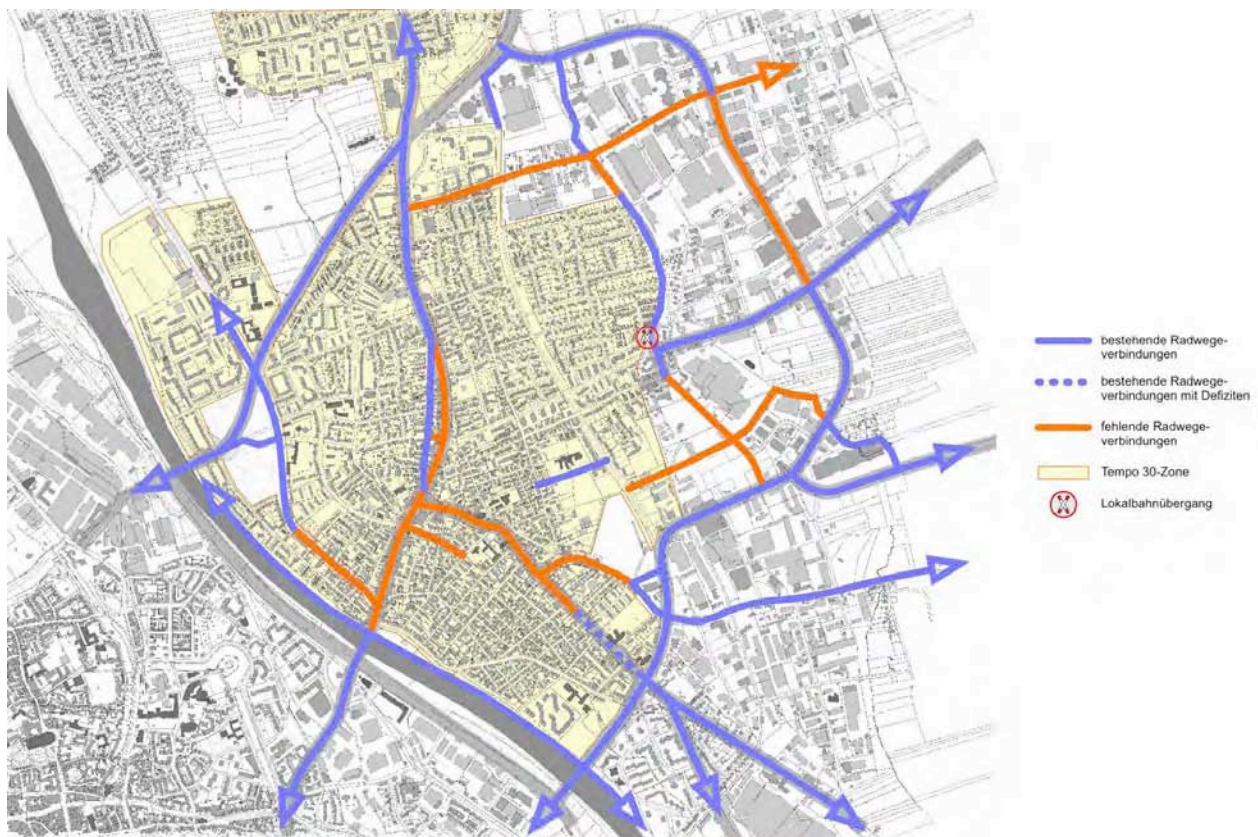 bestehende Radwege-
verbindungen
bestehende Radwege-
verbindungen mit Defiziten
fehlende Radwege-
verbindungen
Tempo 30-Zone
Lokalbahnübergang